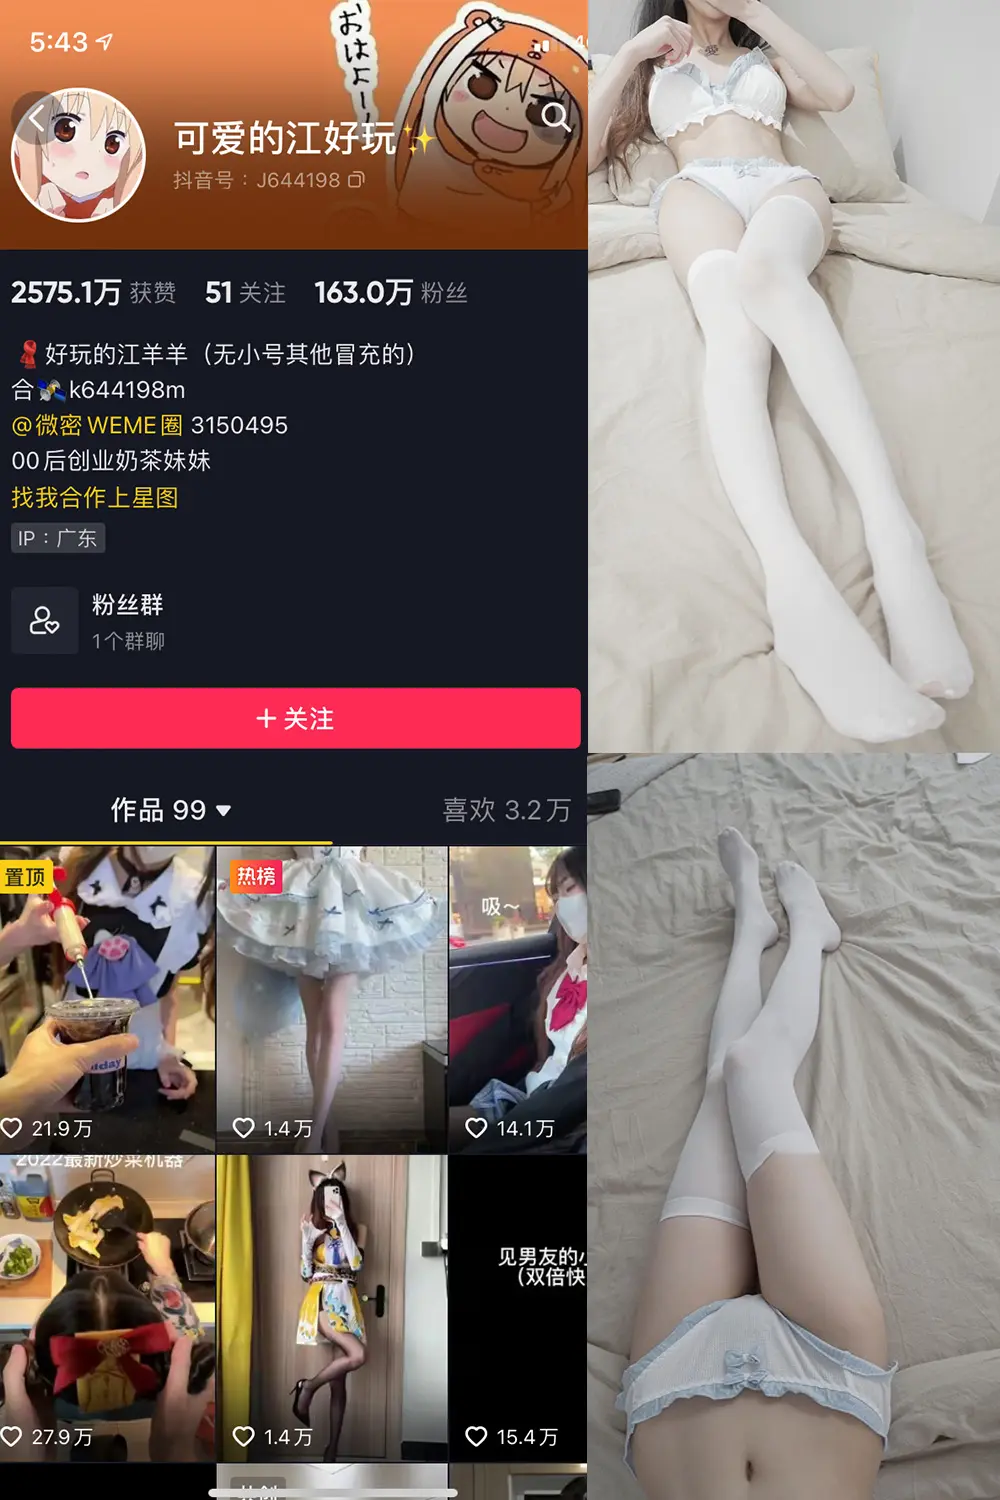 5:43
おはよー
可爱的江好玩✨
抖音号：J644198
2575.1万 获赞 51 关注 163.0万 粉丝
🧣好玩的江羊羊（无小号其他冒充的）
合🛰️k644198m
@微密WEME圈 3150495
00后创业奶茶妹妹
找我合作上星图
IP：广东
粉丝群
1个群聊
+ 关注
作品 99 ▼ 喜欢 3.2万
置顶
热榜
吸～
21.9万
1.4万
14.1万
2022最新炒菜机器
见男友的
（双倍快
27.9万
1.4万
15.4万